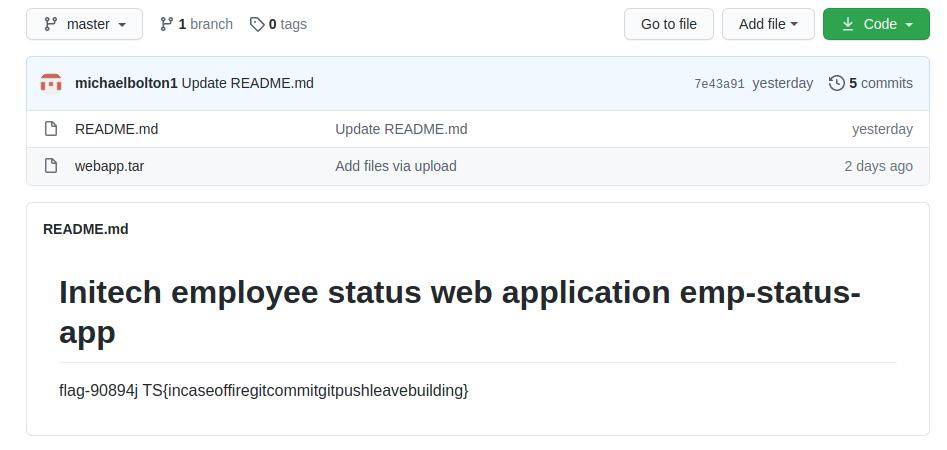 master 1 branch 0 tags Go to file Add file Code
michaelbolton1 Update README.md 7e43a91 yesterday 5 commits
README.md Update README.md yesterday
webapp.tar Add files via upload 2 days ago
README.md
Initech employee status web application emp-status-
app
flag-90894j TS{incaseoffiregitcommitgitpushleavebuilding}